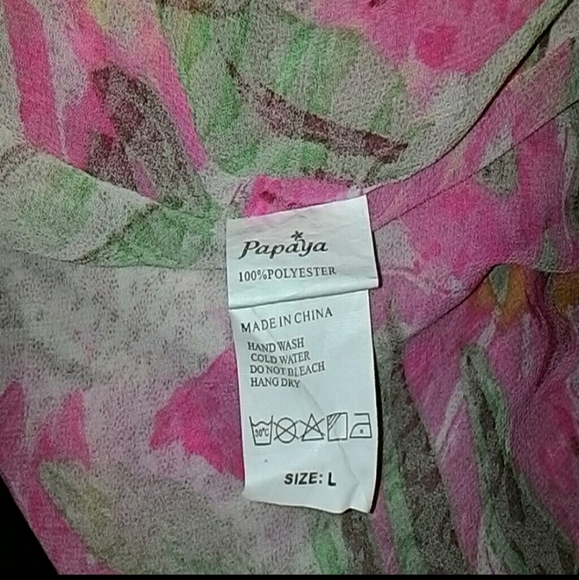 Papaya
100%POLYESTER
MADE IN CHINA
HAND WASH
COLD WATER
DO NOT BLEACH
HANG DRY
30°C
SIZE: L